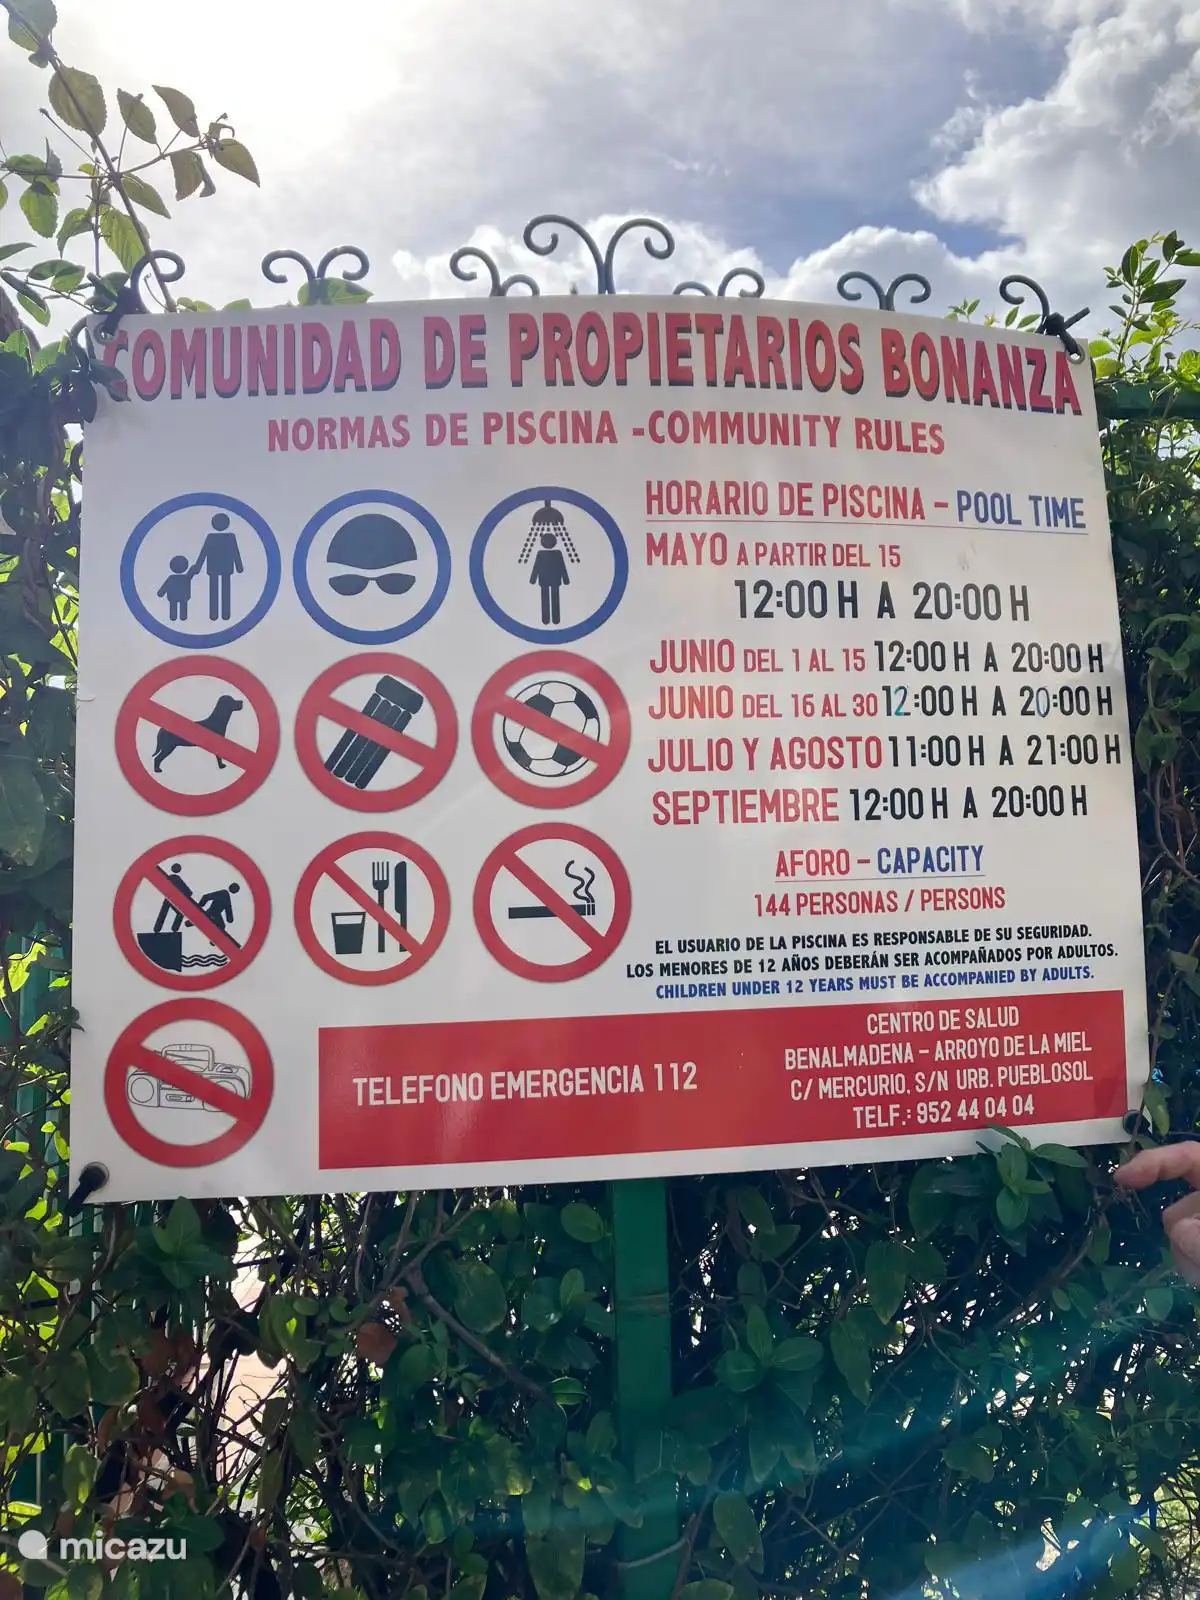 COMUNIDAD DE PROPIETARIOS BONANZA
NORMAS DE PISCINA -COMMUNITY RULES
HORARIO DE PISCINA - POOL TIME
MAYO A PARTIR DEL 15
12:00 H A 20:00 H
JUNIO DEL 1 AL 15 12:00 H A 20:00 H
JUNIO DEL 16 AL 30 12:00 H A 20:00 H
JULIO Y AGOSTO 11:00 H A 21:00 H
SEPTIEMBRE 12:00 H A 20:00 H
AFORO - CAPACITY
144 PERSONAS / PERSONS
EL USUARIO DE LA PISCINA ES RESPONSABLE DE SU SEGURIDAD.
LOS MENORES DE 12 AÑOS DEBERÁN SER ACOMPAÑADOS POR ADULTOS.
CHILDREN UNDER 12 YEARS MUST BE ACCOMPANIED BY ADULTS.
TELEFONO EMERGENCIA 112
CENTRO DE SALUD
BENALMADENA - ARROYO DE LA MIEL
C/ MERCURIO, S/N URB. PUEBLOSOL
TELF.: 952 44 04 04
micazu